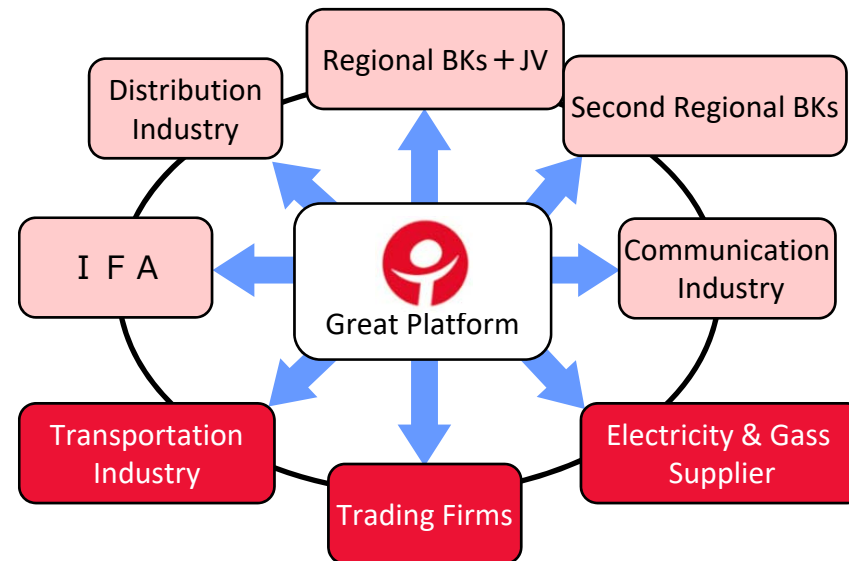 Regional BKs＋JV
Distribution
Industry
Second Regional BKs
ＩＦＡ
Great Platform
Communication
Industry
Transportation
Industry
Trading Firms
Electricity & Gass
Supplier